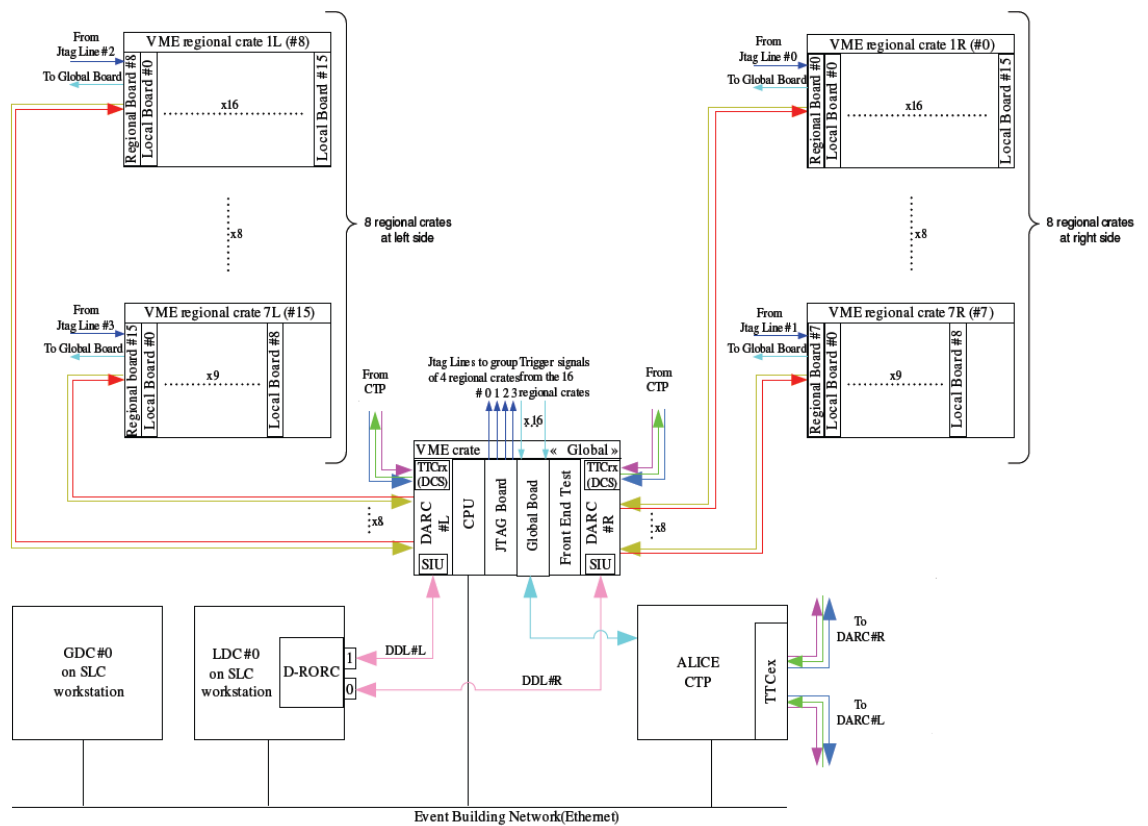 From
Jtag Line #2
To Global Board
VME regional crate 1L (#8)
Regional Board #8
Local Board #0
x16
Local Board #15
x8
8 regional crates
at left side
From
Jtag Line #3
To Global Board
VME regional crate 7L (#15)
Regional board #15
Local Board #0
x9
Local Board #8
From
Jtag Line #0
To Global Board
VME regional crate 1R (#0)
Regional Board #0
Local Board #0
x16
Local Board #15
x8
8 regional crates
at right side
From
Jtag Line #1
To Global Board
VME regional crate 7R (#7)
Regional Board #7
Local Board #0
x9
Local Board #8
From
CTP
Jtag Lines to group
of 4 regional crates
# 0 1 2 3
Trigger signals
from the 16
regional crates
x 16
From
CTP
VME crate « Global »
TTCrx
(DCS)
DARC
#L
SIU
CPU
JTAG Board
Global Boad
Front End Test
TTCrx
(DCS)
DARC
#R
SIU
x8
x8
GDC#0
on SLC
workstation
LDC#0
on SLC
workstation
D-RORC
1
0
DDL#L
DDL#R
ALICE
CTP
TTCex
To
DARC#R
To
DARC#L
Event Building Network(Ethernet)